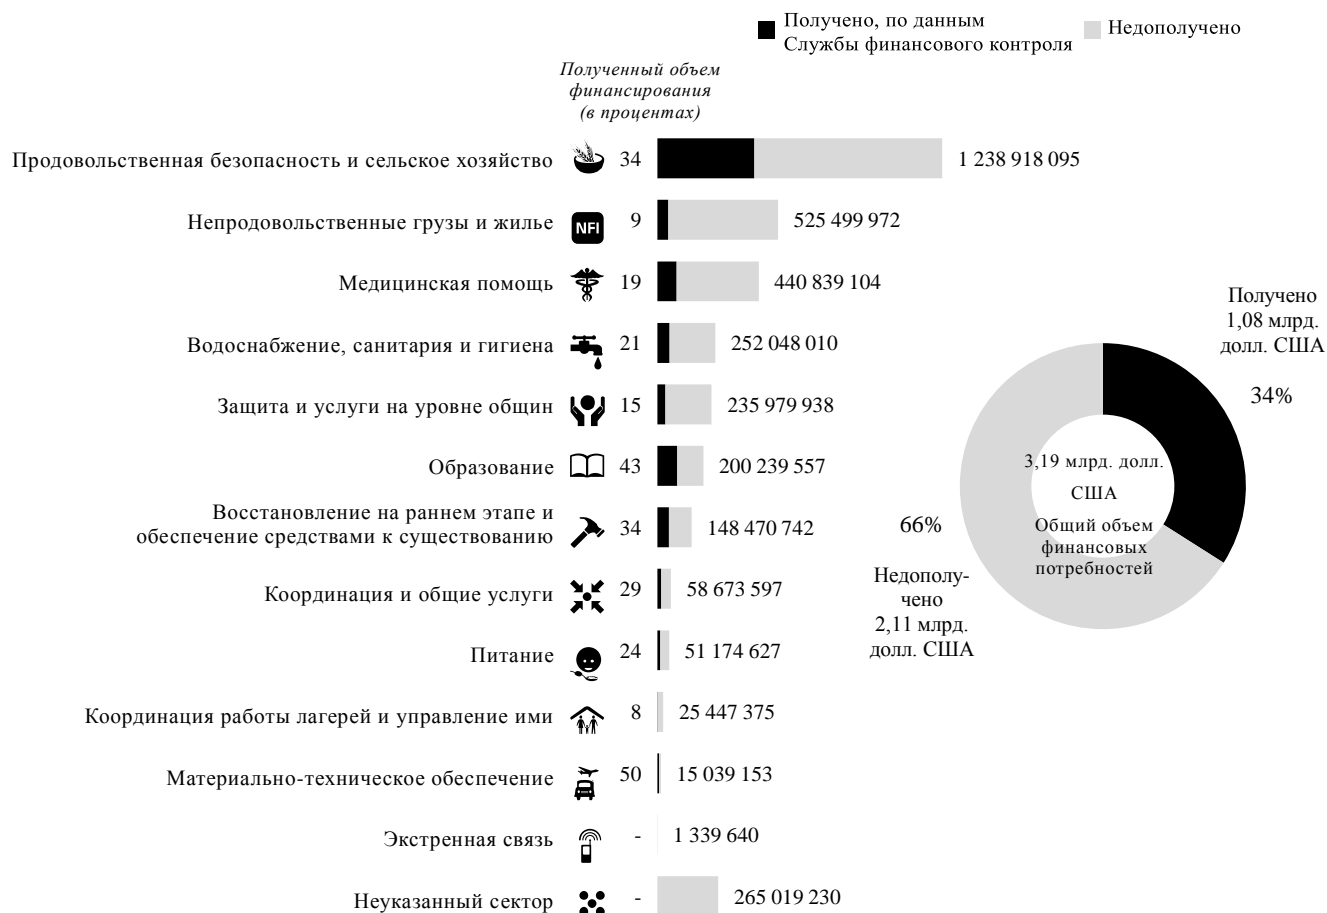 Получено, по данным
Службы финансового контроля
Недополучено
Полученный объем
финансирования
(в процентах)
Продовольственная безопасность и сельское хозяйство 34 1 238 918 095
Непродовольственные грузы и жилье NFI 9 525 499 972
Медицинская помощь 19 440 839 104
Водоснабжение, санитария и гигиена 21 252 048 010
Защита и услуги на уровне общин 15 235 979 938
Образование 43 200 239 557
Восстановление на раннем этапе и
обеспечение средствами к существованию 34 148 470 742
Координация и общие услуги 29 58 673 597
Питание 24 51 174 627
Координация работы лагерей и управление ими 8 25 447 375
Материально-техническое обеспечение 50 15 039 153
Экстренная связь - 1 339 640
Неуказанный сектор - 265 019 230
Получено
1,08 млрд.
долл. США
34%
3,19 млрд. долл.
США
Общий объем
финансовых
потребностей
66%
Недополу-
чено
2,11 млрд.
долл. США